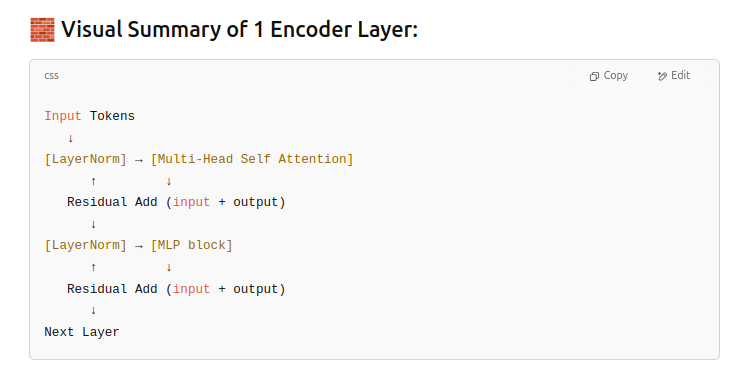 🧱 Visual Summary of 1 Encoder Layer:
css Copy Edit
Input Tokens
↓
[LayerNorm] → [Multi-Head Self Attention]
↑ ↓
Residual Add (input + output)
↓
[LayerNorm] → [MLP block]
↑ ↓
Residual Add (input + output)
↓
Next Layer